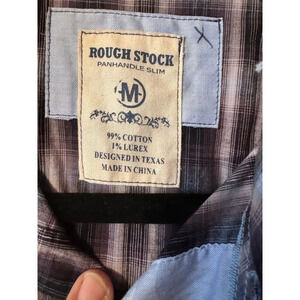 ROUGH STOCK
PANHANDLE SLIM
M
99% COTTON
1% LUREX
DESIGNED IN TEXAS
MADE IN CHINA